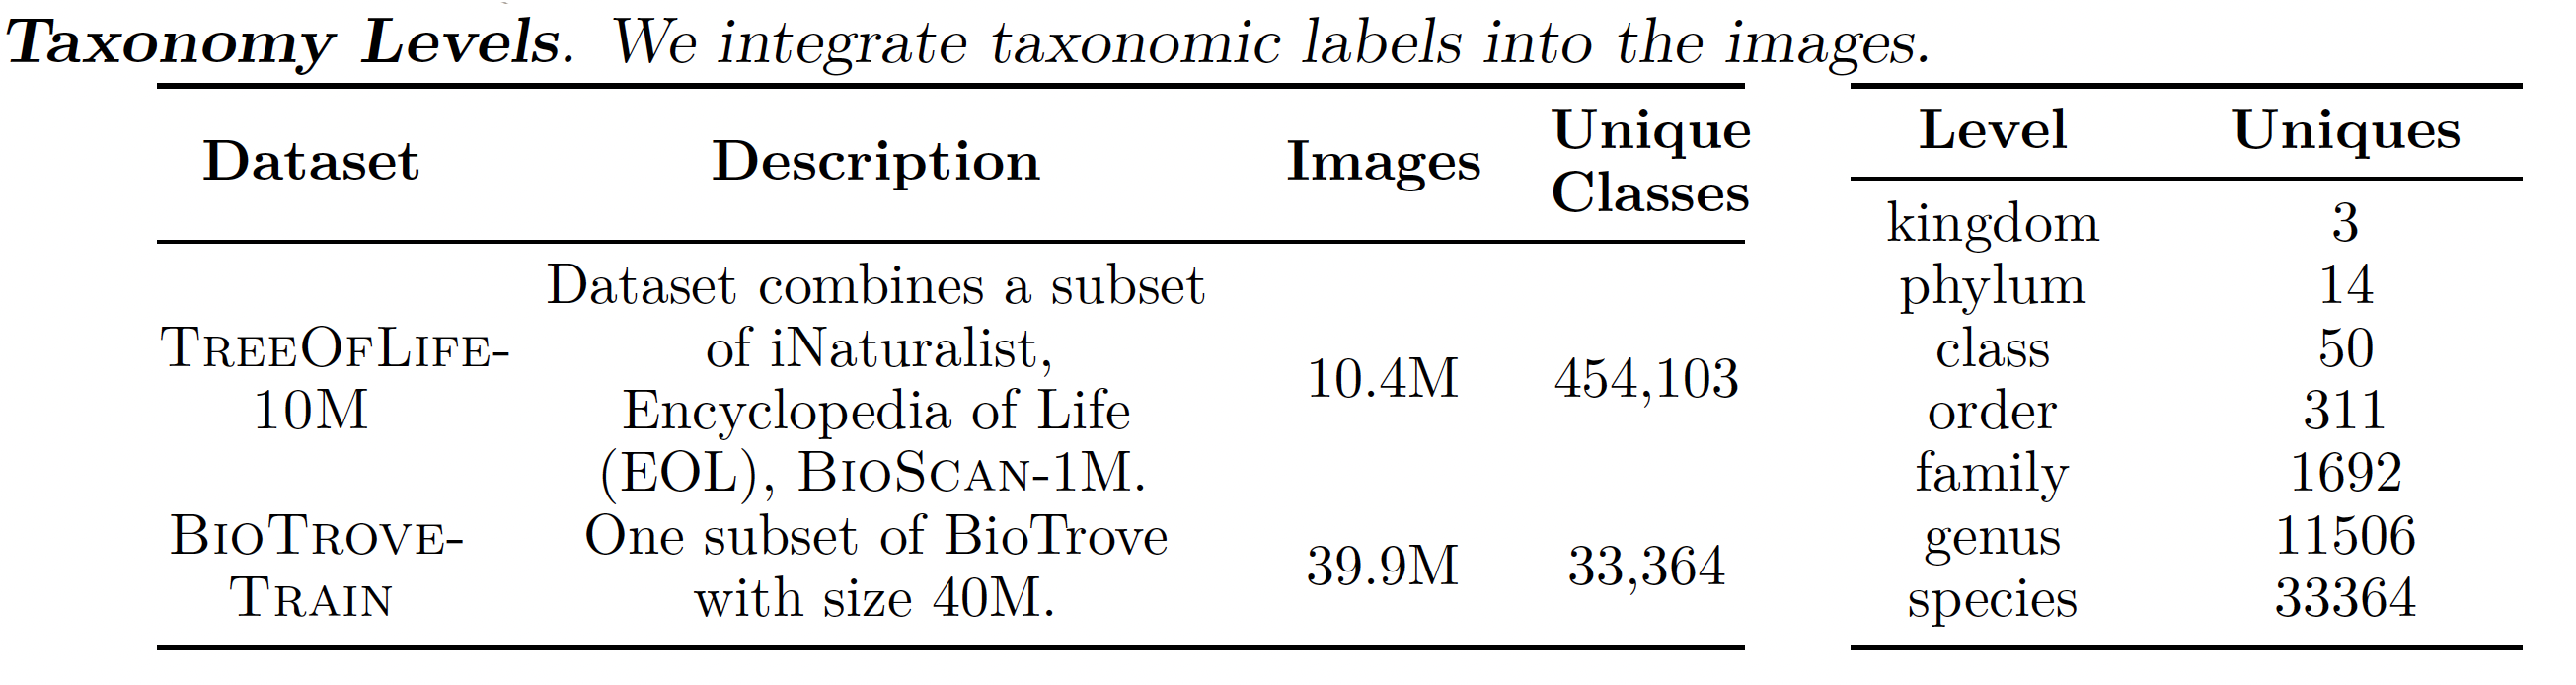 Taxonomy Levels. We integrate taxonomic labels into the images.
Dataset Description Images Unique Classes
TreeOfLife-10M
Dataset combines a subset
of iNaturalist,
Encyclopedia of Life
(EOL), BioScan-1M.
10.4M 454,103
BioTrove-Train
One subset of BioTrove
with size 40M.
39.9M 33,364
Level Uniques
kingdom 3
phylum 14
class 50
order 311
family 1692
genus 11506
species 33364